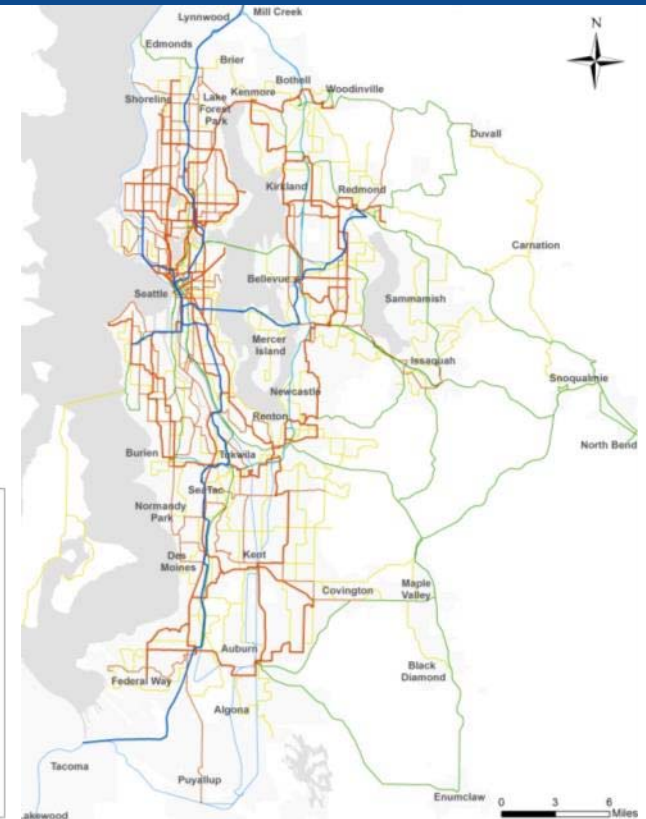 Mill Creek
Lynnwood
N
Edmonds
Brier
Bothell
Kenmore
Woodinville
Shoreline
Lake
Forest
Park
Duvall
Kirkland
Redmond
Carnation
Bellevue
Seattle
Sammamish
Mercer
Island
Issaquah
Newcastle
Snoqualmie
Renton
North Bend
Burien
Tukwila
SeaTac
Normandy
Park
Des
Moines
Kent
Covington
Maple
Valley
Auburn
Black
Diamond
Federal Way
Algona
Tacoma
Puyallup
Enumclaw
0 3 6
Miles
akewood